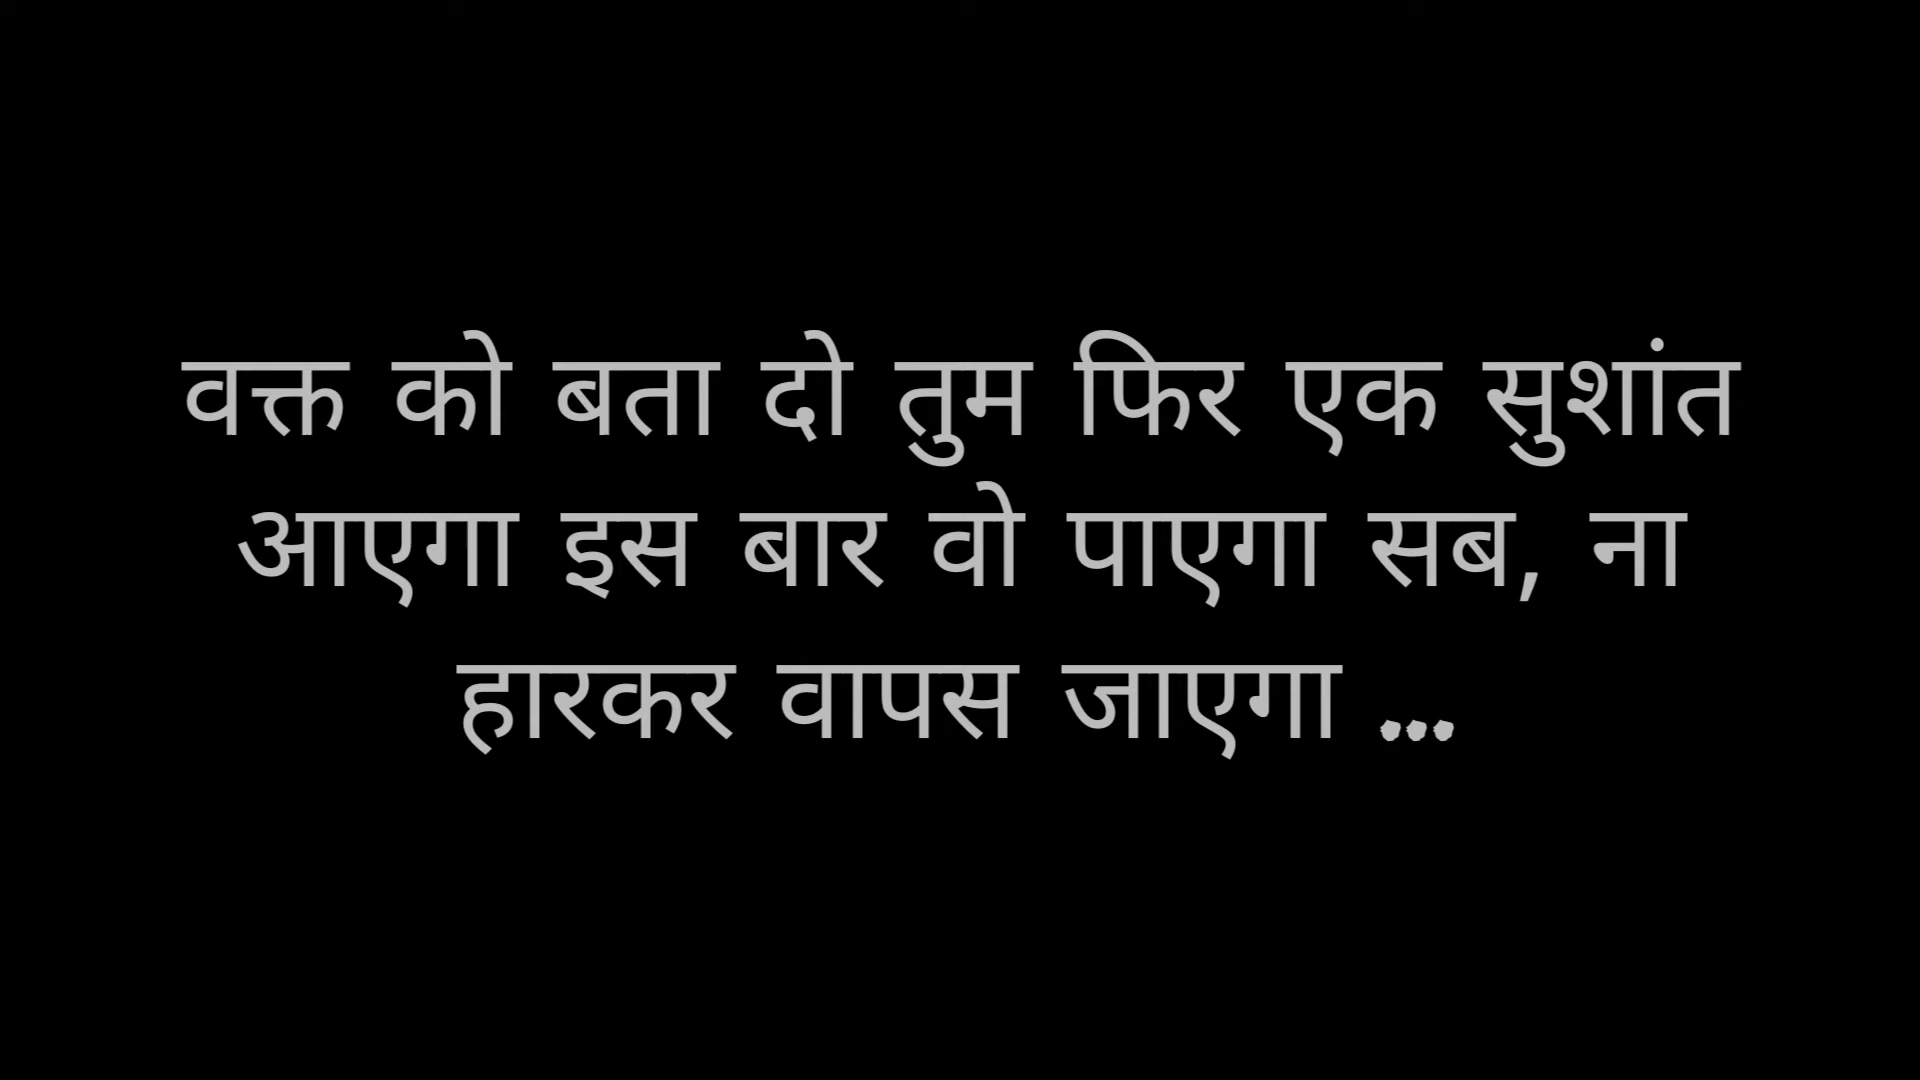 वक्त को बता दो तुम फिर एक सुशांत
आएगा इस बार वो पाएगा सब, ना
हारकर वापस जाएगा ...